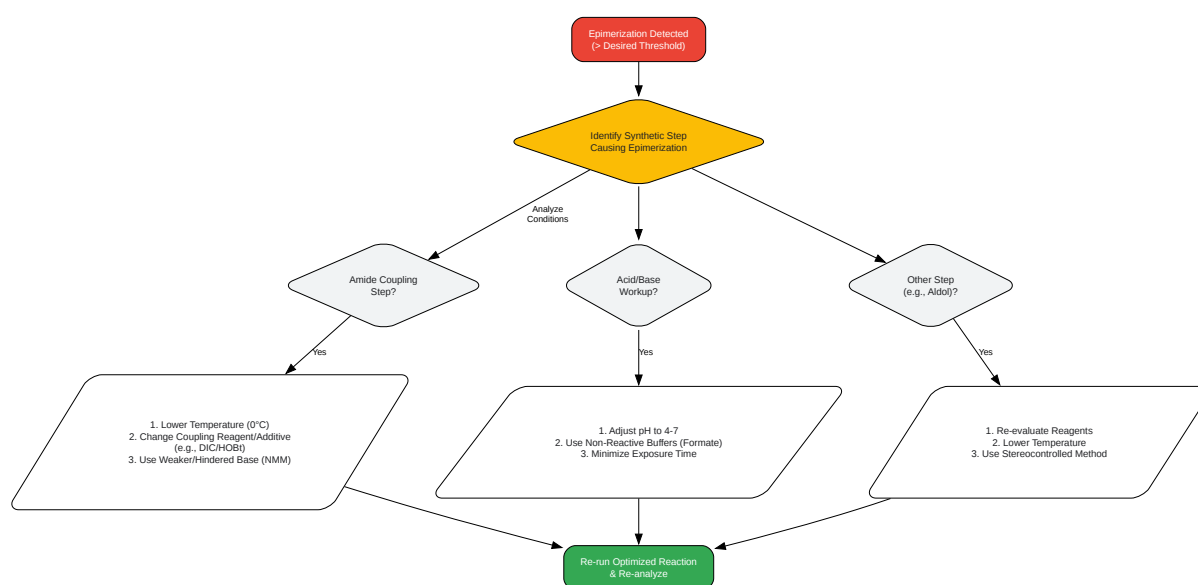 Epimerization Detected
(> Desired Threshold)
Identify Synthetic Step
Causing Epimerization
Analyze
Conditions
Amide Coupling
Step?
Acid/Base
Workup?
Other Step
(e.g., Aldol)?
Yes
Yes
Yes
1. Lower Temperature (0°C)
2. Change Coupling Reagent/Additive
(e.g., DIC/HOBt)
3. Use Weaker/Hindered Base (NMM)
1. Adjust pH to 4-7
2. Use Non-Reactive Buffers (Formate)
3. Minimize Exposure Time
1. Re-evaluate Reagents
2. Lower Temperature
3. Use Stereocontrolled Method
Re-run Optimized Reaction
& Re-analyze